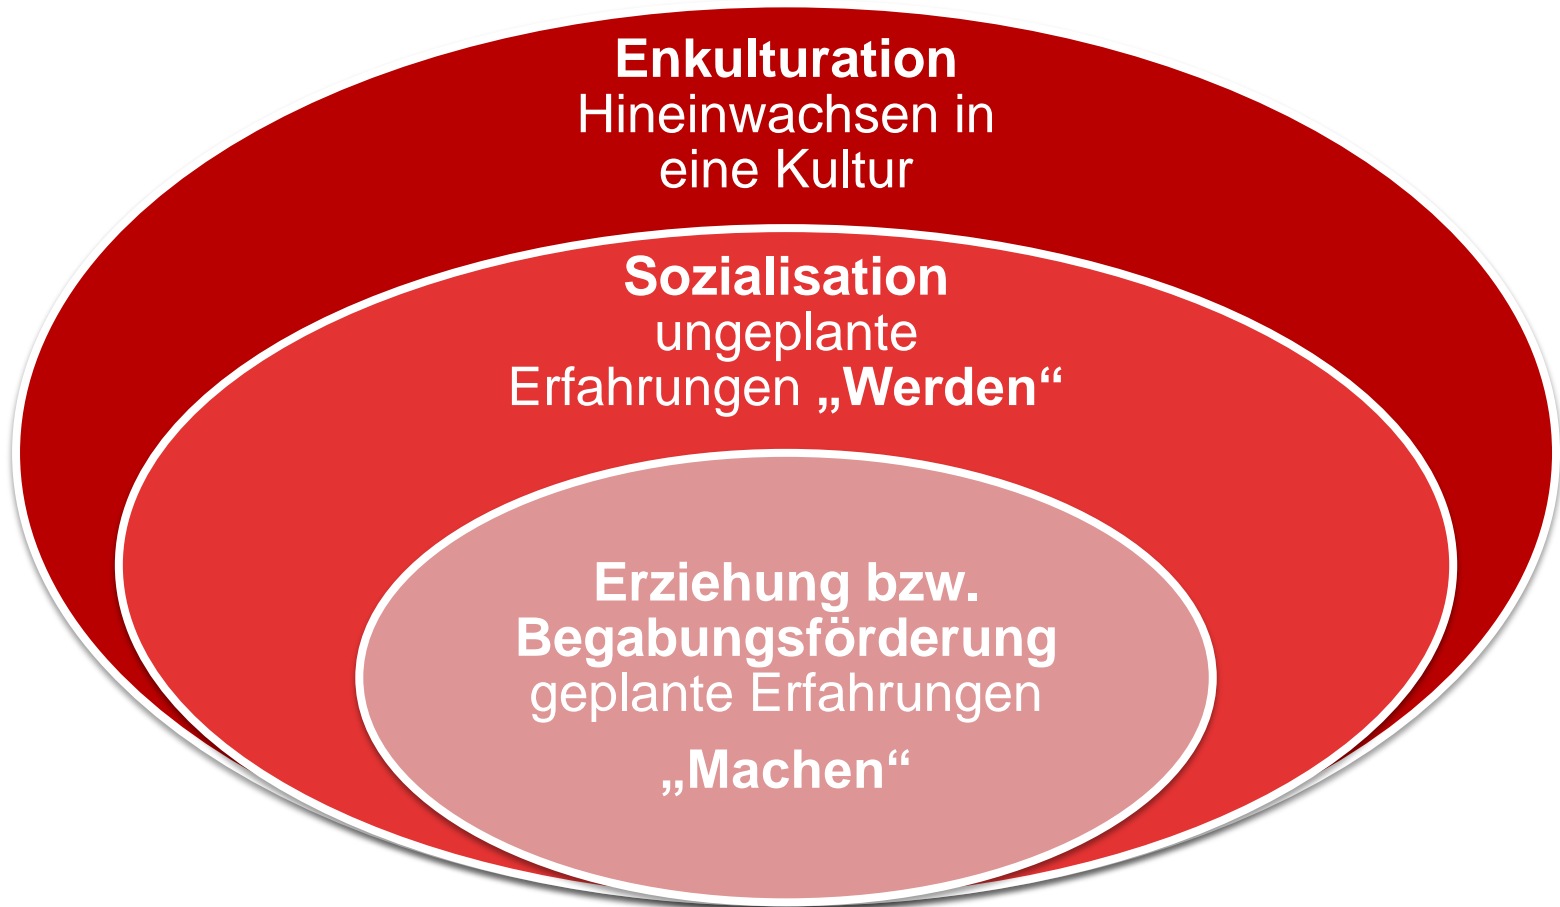 Enkulturation
Hineinwachsen in
eine Kultur
Sozialisation
ungeplante
Erfahrungen „Werden“
Erziehung bzw.
Begabungsförderung
geplante Erfahrungen
„Machen“